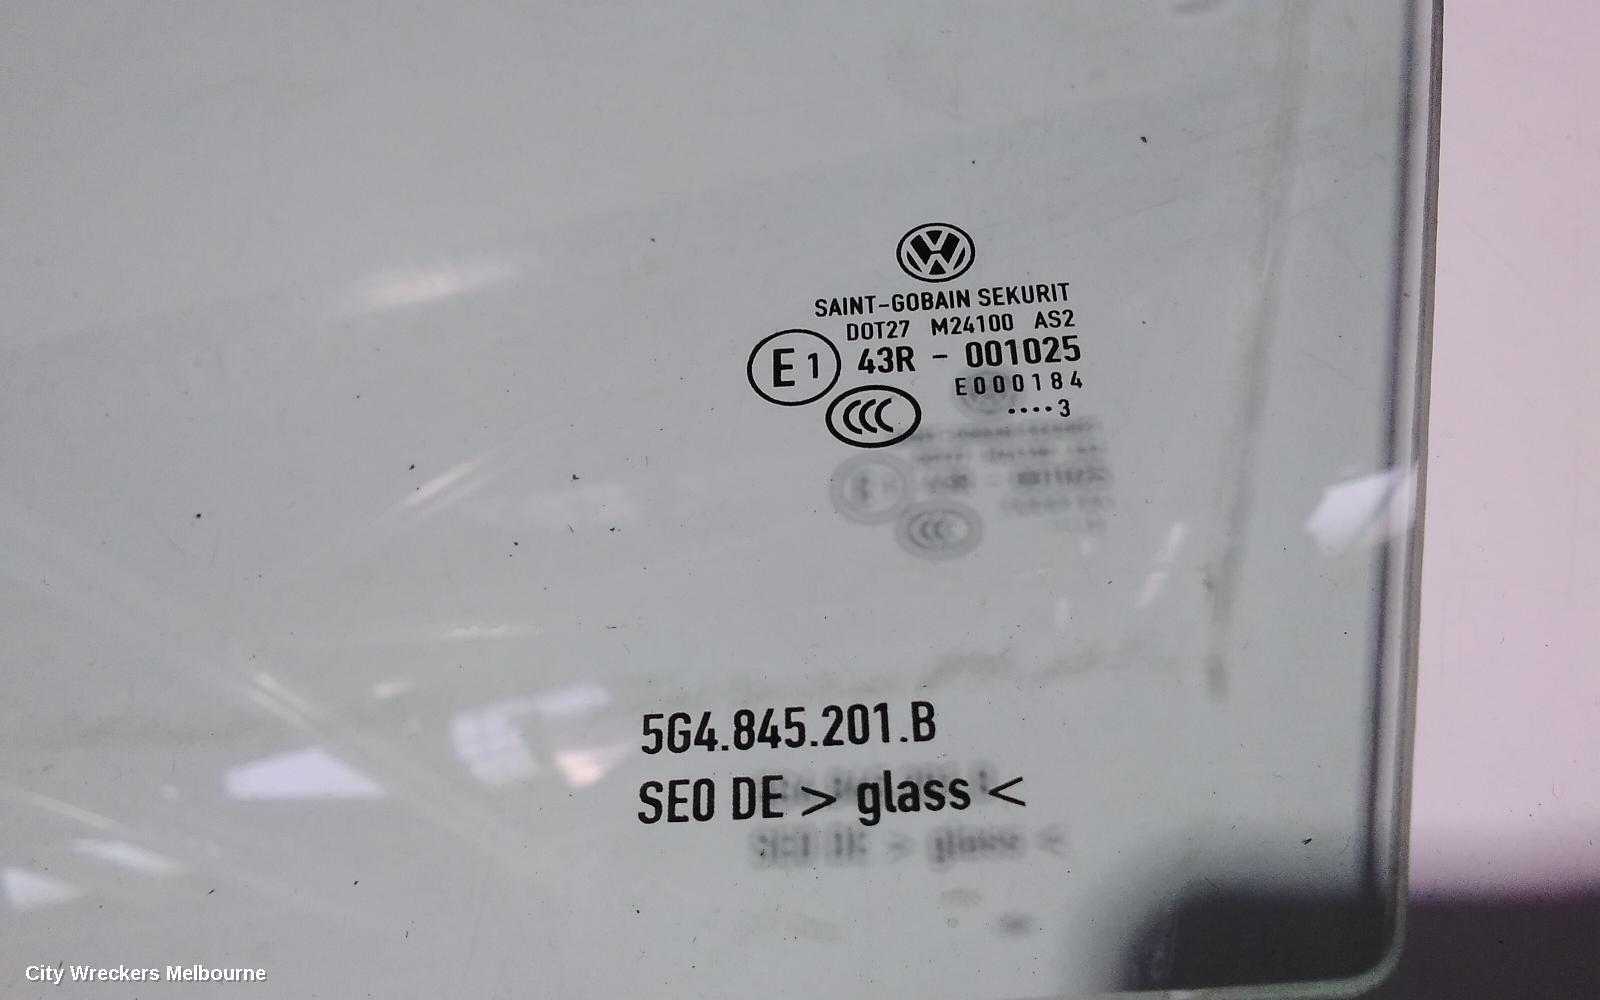 SAINT-GOBAIN SEKURIT
DOT27 M24100 AS2
E1 43R - 001025
E000184
CCC ····3
5G4.845.201.B
SE0 DE > glass <
City Wreckers Melbourne